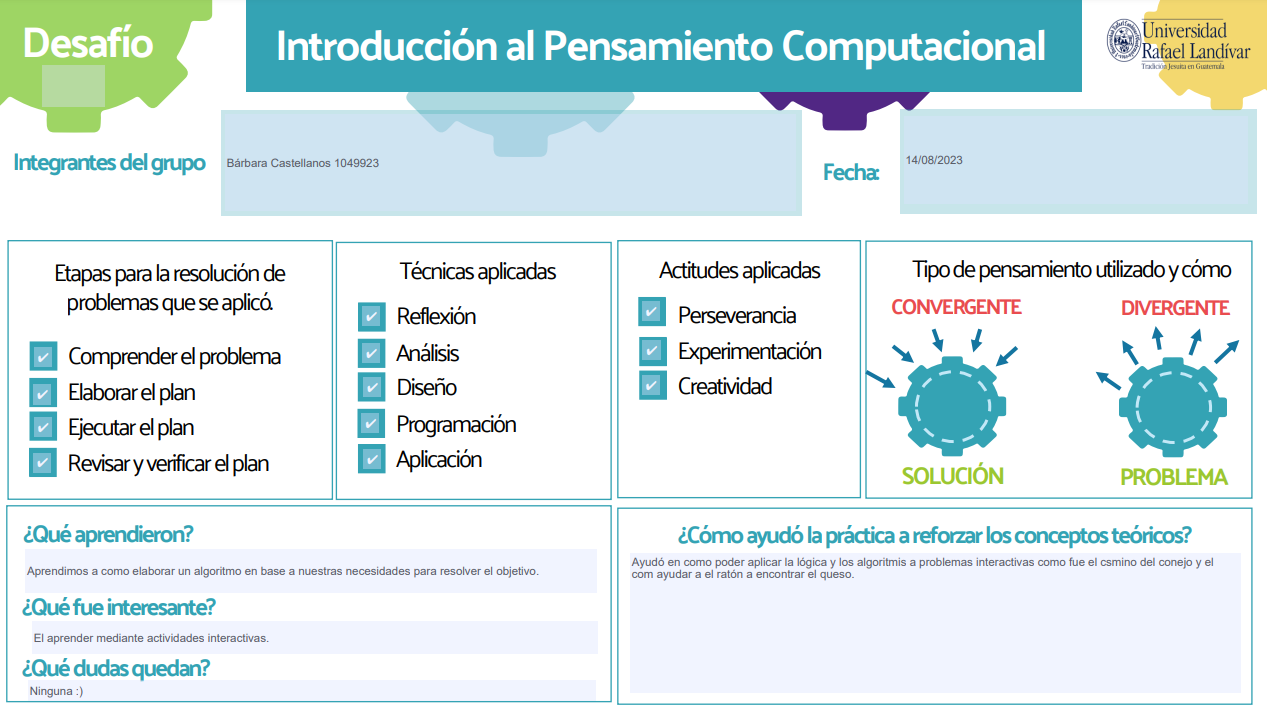 Desafío
Introducción al Pensamiento Computacional
Universidad
Rafael Landívar
Tradición Jesuita en Guatemala
Integrantes del grupo
Bárbara Castellanos 1049923
Fecha:
14/08/2023
Etapas para la resolución de
problemas que se aplicó.
Comprender el problema
Elaborar el plan
Ejecutar el plan
Revisar y verificar el plan
Técnicas aplicadas
Reflexión
Análisis
Diseño
Programación
Aplicación
Actitudes aplicadas
Perseverancia
Experimentación
Creatividad
Tipo de pensamiento utilizado y cómo
CONVERGENTE
SOLUCIÓN
DIVERGENTE
PROBLEMA
¿Qué aprendieron?
Aprendimos a como elaborar un algoritmo en base a nuestras necesidades para resolver el objetivo.
¿Qué fue interesante?
El aprender mediante actividades interactivas.
¿Qué dudas quedan?
Ninguna :)
¿Cómo ayudó la práctica a reforzar los conceptos teóricos?
Ayudó en como poder aplicar la lógica y los algoritmis a problemas interactivas como fue el csmino del conejo y el
com ayudar a el ratón a encontrar el queso.